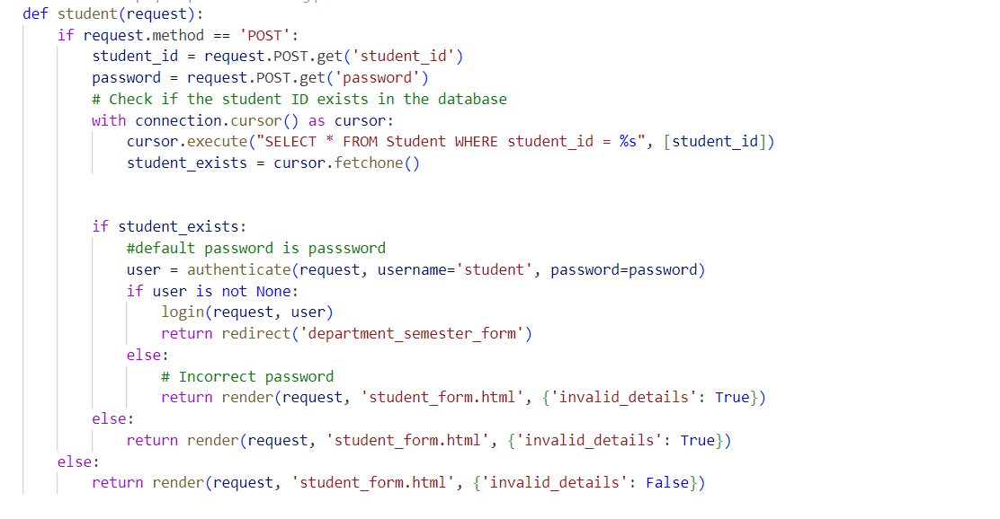 def student(request):
    if request.method == 'POST':
        student_id = request.POST.get('student_id')
        password = request.POST.get('password')
        # Check if the student ID exists in the database
        with connection.cursor() as cursor:
            cursor.execute("SELECT * FROM Student WHERE student_id = %s", [student_id])
            student_exists = cursor.fetchone()
        if student_exists:
            #default password is passsword
            user = authenticate(request, username='student', password=password)
            if user is not None:
                login(request, user)
                return redirect('department_semester_form')
            else:
                # Incorrect password
                return render(request, 'student_form.html', {'invalid_details': True})
        else:
            return render(request, 'student_form.html', {'invalid_details': True})
    else:
        return render(request, 'student_form.html', {'invalid_details': False})